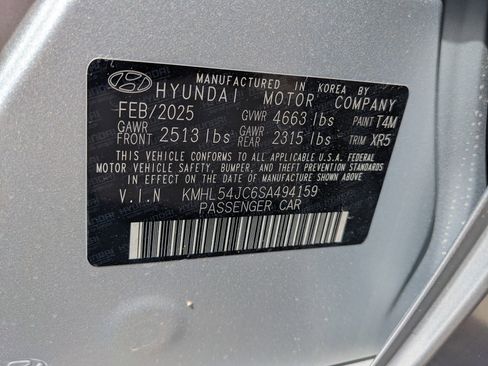 MANUFACTURED IN KOREA BY
HYUNDAI MOTOR COMPANY
FEB/2025 GVWR 4663 lbs PAINT T4M
GAWR FRONT 2513 lbs GAWR REAR 2315 lbs TRIM XR5
THIS VEHICLE CONFORMS TO ALL APPLICABLE U.S.A. FEDERAL
MOTOR VEHICLE SAFETY, BUMPER, AND THEFT PREVENTION STANDARDS
IN EFFECT ON THE DATE OF MANUFACTURE SHOWN ABOVE.
V.I.N KMHL54JC6SA494159
PASSENGER CAR